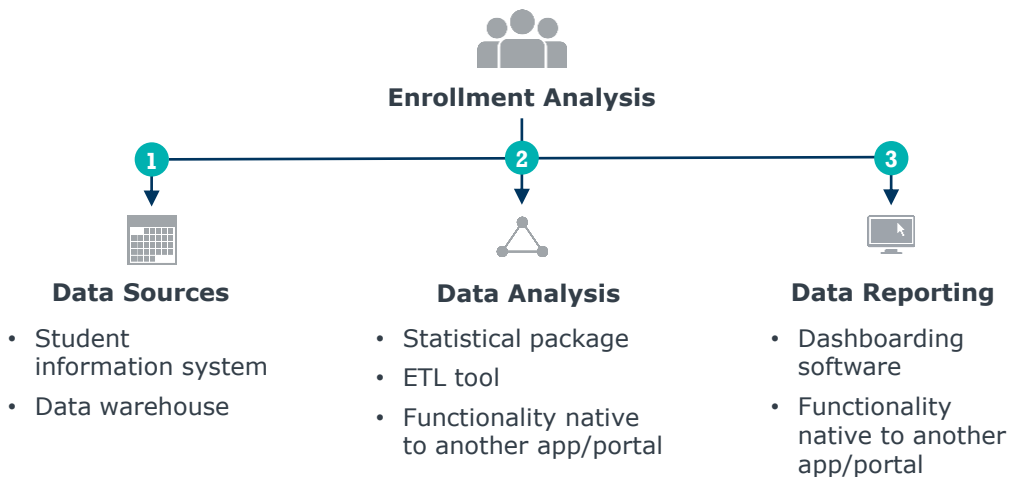 Enrollment Analysis
1
2
3
Data Sources
• Student
information system
• Data warehouse
Data Analysis
• Statistical package
• ETL tool
• Functionality native
to another app/portal
Data Reporting
• Dashboarding
software
• Functionality
native to another
app/portal